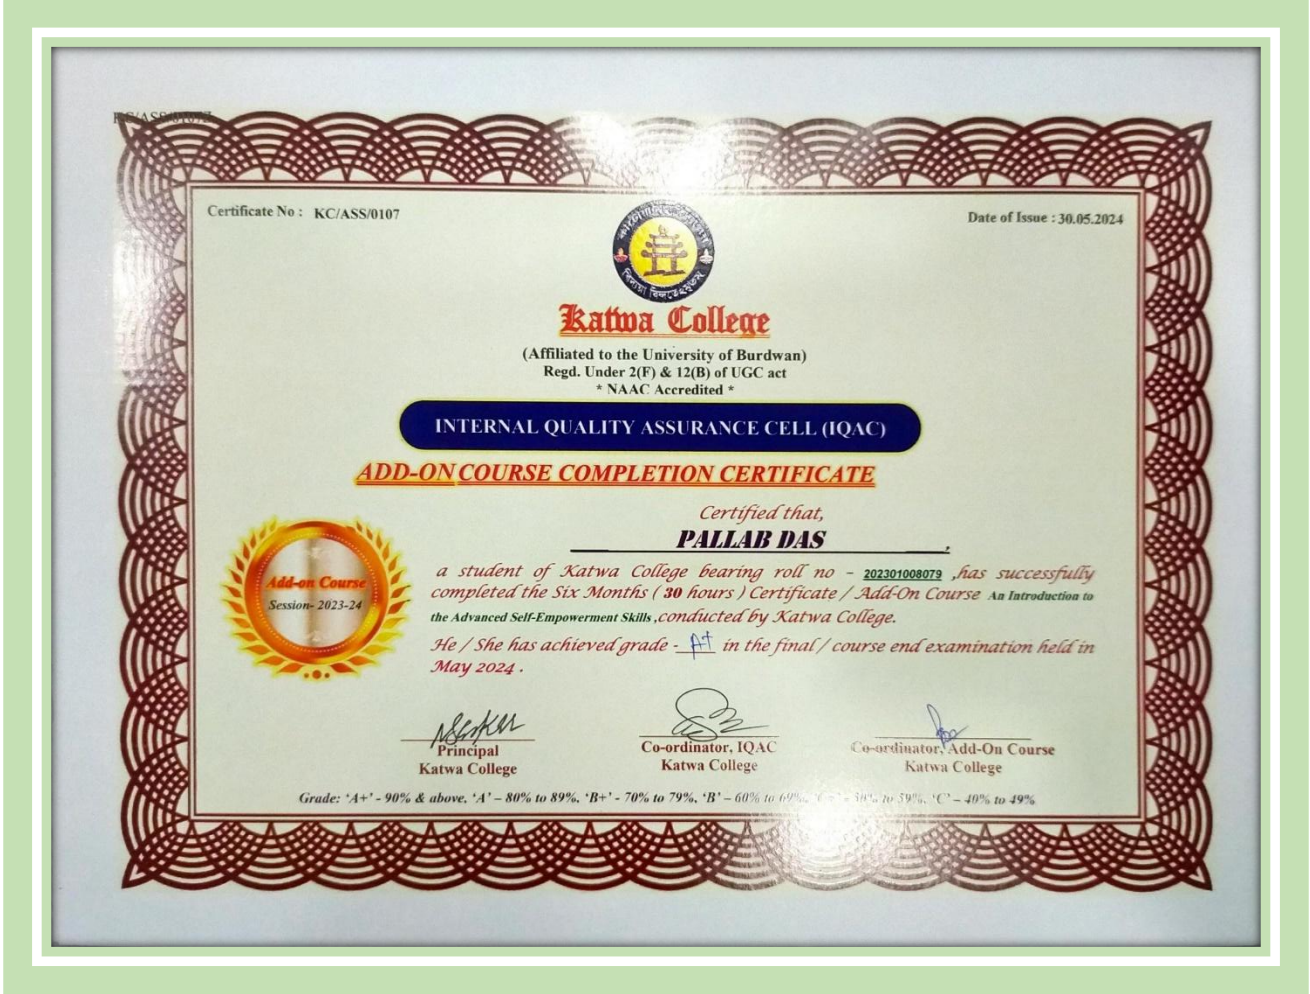 Certificate No : KC/ASS/0107
Date of Issue : 30.05.2024
Katwa College
(Affiliated to the University of Burdwan)
Regd. Under 2(F) & 12(B) of UGC act
* NAAC Accredited *
INTERNAL QUALITY ASSURANCE CELL (IQAC)
ADD-ON COURSE COMPLETION CERTIFICATE
Certified that,
PALLAB DAS ,
Add-on Course
Session- 2023-24
a student of Katwa College bearing roll no - 202301008079 ,has successfully
completed the Six Months ( 30 hours ) Certificate / Add-On Course An Introduction to
the Advanced Self-Empowerment Skills ,conducted by Katwa College.
He / She has achieved grade - A+ in the final / course end examination held in
May 2024 .
Principal
Katwa College
Co-ordinator, IQAC
Katwa College
Co-ordinator, Add-On Course
Katwa College
Grade: ‘A+’ - 90% & above, ‘A’ – 80% to 89%, ‘B+’ - 70% to 79%, ‘B’ – 60% to 69%, 50% to 59%, ‘C’ – 40% to 49%